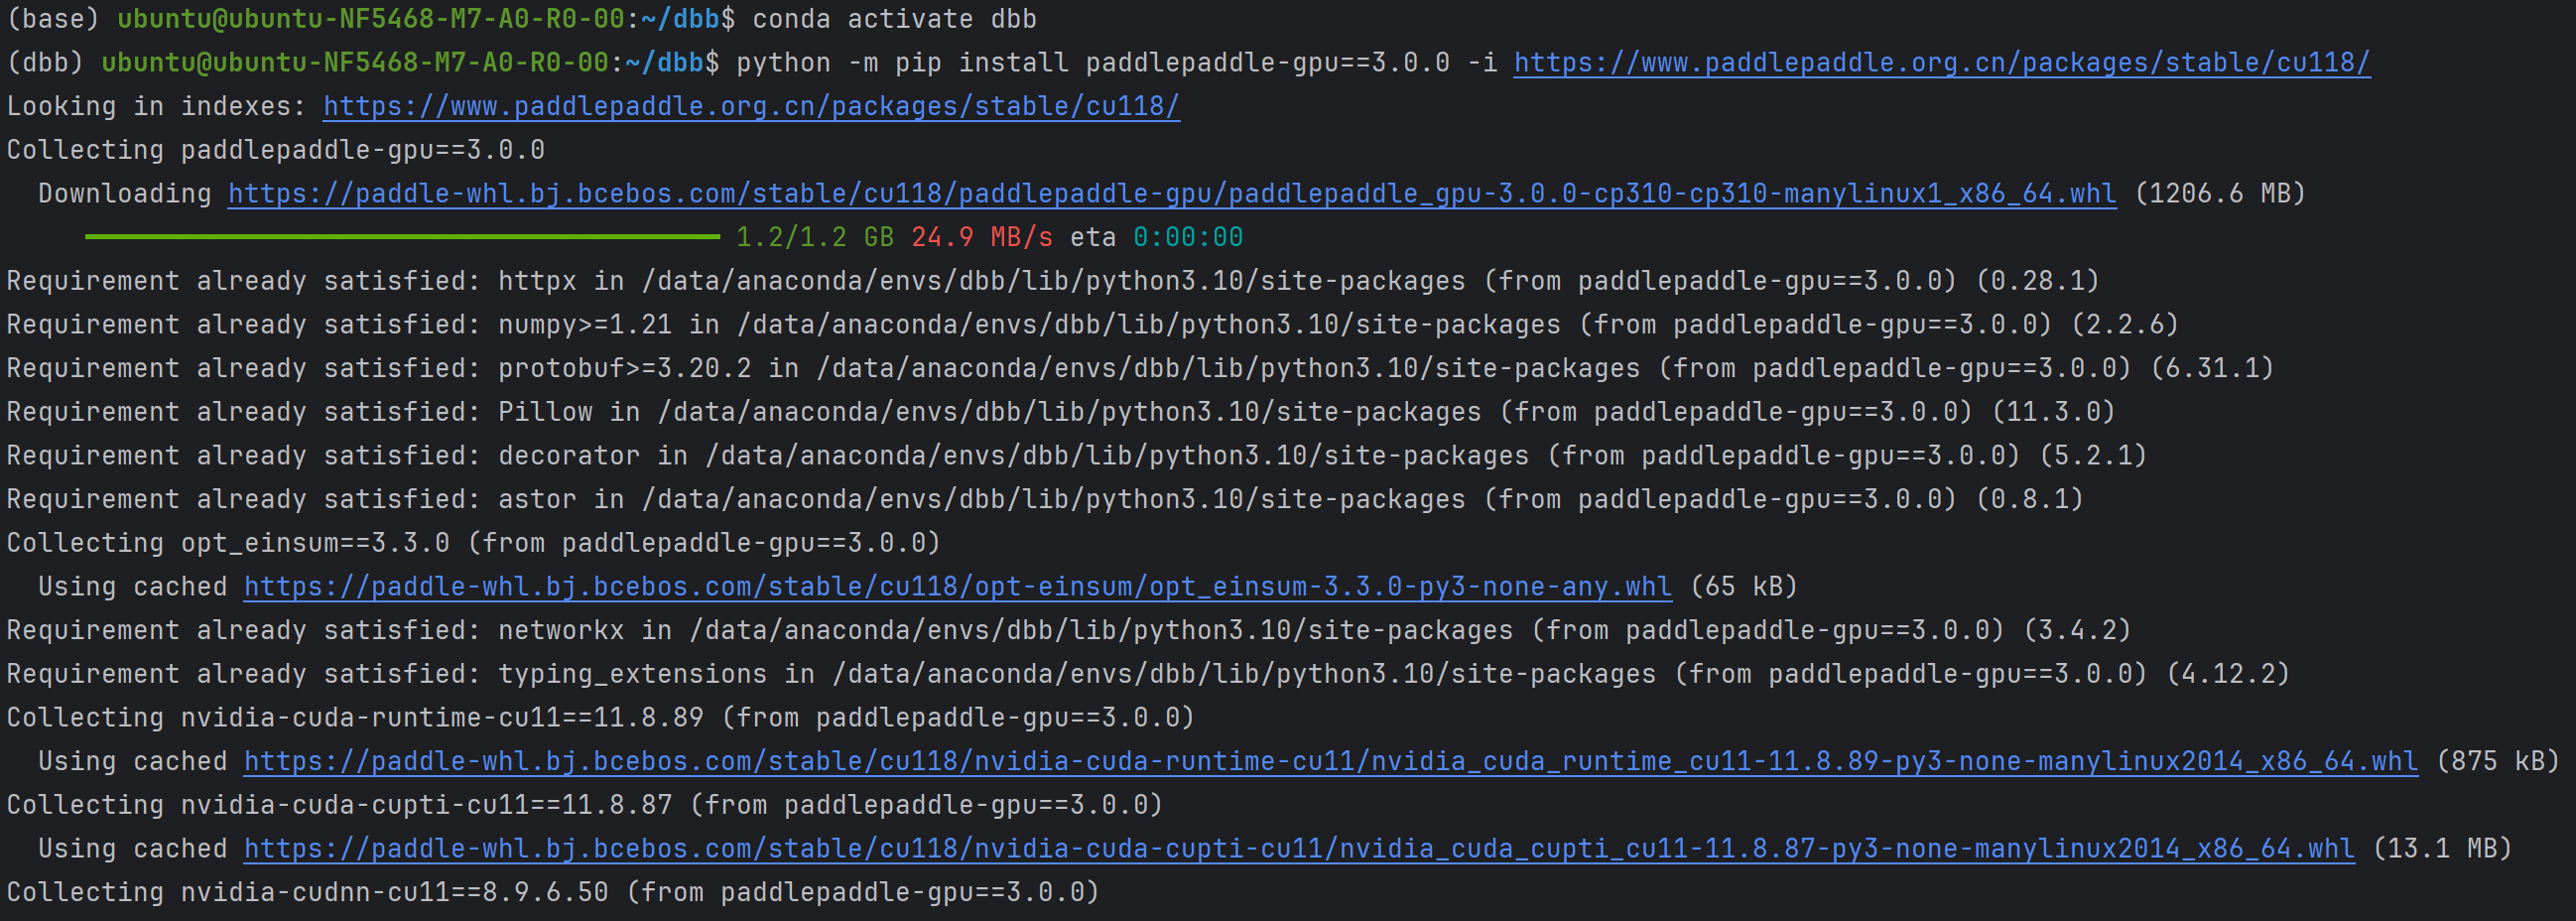 (base) ubuntu@ubuntu-NF5468-M7-A0-R0-00:~/dbb$ conda activate dbb
(dbb) ubuntu@ubuntu-NF5468-M7-A0-R0-00:~/dbb$ python -m pip install paddlepaddle-gpu==3.0.0 -i https://www.paddlepaddle.org.cn/packages/stable/cu118/
Looking in indexes: https://www.paddlepaddle.org.cn/packages/stable/cu118/
Collecting paddlepaddle-gpu==3.0.0
  Downloading https://paddle-whl.bj.bcebos.com/stable/cu118/paddlepaddle-gpu/paddlepaddle_gpu-3.0.0-cp310-cp310-manylinux1_x86_64.whl (1206.6 MB)
1.2/1.2 GB 24.9 MB/s eta 0:00:00
Requirement already satisfied: httpx in /data/anaconda/envs/dbb/lib/python3.10/site-packages (from paddlepaddle-gpu==3.0.0) (0.28.1)
Requirement already satisfied: numpy>=1.21 in /data/anaconda/envs/dbb/lib/python3.10/site-packages (from paddlepaddle-gpu==3.0.0) (2.2.6)
Requirement already satisfied: protobuf>=3.20.2 in /data/anaconda/envs/dbb/lib/python3.10/site-packages (from paddlepaddle-gpu==3.0.0) (6.31.1)
Requirement already satisfied: Pillow in /data/anaconda/envs/dbb/lib/python3.10/site-packages (from paddlepaddle-gpu==3.0.0) (11.3.0)
Requirement already satisfied: decorator in /data/anaconda/envs/dbb/lib/python3.10/site-packages (from paddlepaddle-gpu==3.0.0) (5.2.1)
Requirement already satisfied: astor in /data/anaconda/envs/dbb/lib/python3.10/site-packages (from paddlepaddle-gpu==3.0.0) (0.8.1)
Collecting opt_einsum==3.3.0 (from paddlepaddle-gpu==3.0.0)
  Using cached https://paddle-whl.bj.bcebos.com/stable/cu118/opt-einsum/opt_einsum-3.3.0-py3-none-any.whl (65 kB)
Requirement already satisfied: networkx in /data/anaconda/envs/dbb/lib/python3.10/site-packages (from paddlepaddle-gpu==3.0.0) (3.4.2)
Requirement already satisfied: typing_extensions in /data/anaconda/envs/dbb/lib/python3.10/site-packages (from paddlepaddle-gpu==3.0.0) (4.12.2)
Collecting nvidia-cuda-runtime-cu11==11.8.89 (from paddlepaddle-gpu==3.0.0)
  Using cached https://paddle-whl.bj.bcebos.com/stable/cu118/nvidia-cuda-runtime-cu11/nvidia_cuda_runtime_cu11-11.8.89-py3-none-manylinux2014_x86_64.whl (875 kB)
Collecting nvidia-cuda-cupti-cu11==11.8.87 (from paddlepaddle-gpu==3.0.0)
  Using cached https://paddle-whl.bj.bcebos.com/stable/cu118/nvidia-cuda-cupti-cu11/nvidia_cuda_cupti_cu11-11.8.87-py3-none-manylinux2014_x86_64.whl (13.1 MB)
Collecting nvidia-cudnn-cu11==8.9.6.50 (from paddlepaddle-gpu==3.0.0)